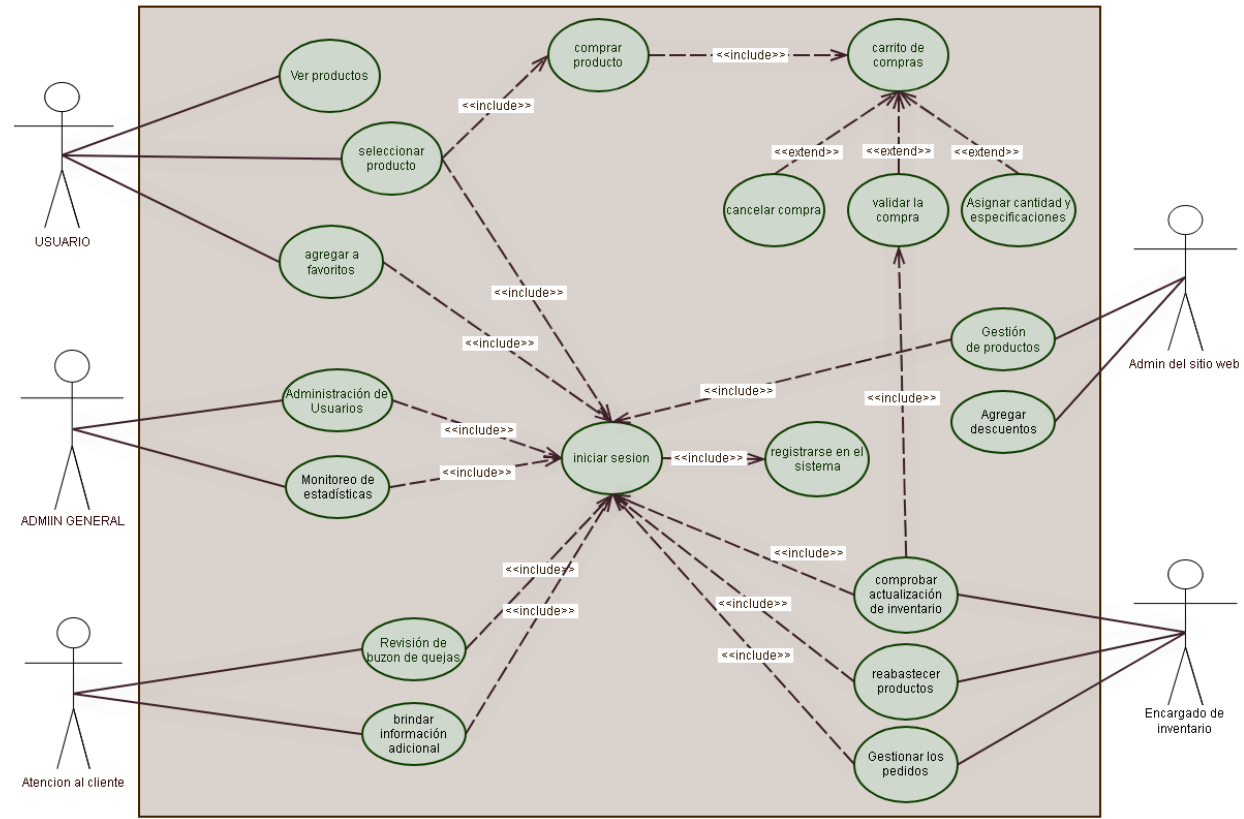 comprar
producto
<<include>>
carrito de
compras
Ver productos
<<include>>
seleccionar
producto
<<extend>>
<<extend>>
<<extend>>
USUARIO
cancelar compra
validar la
compra
Asignar cantidad y
especificaciones
agregar a
favoritos
<<include>>
<<include>>
Gestión
de productos
Admin del sitio web
Administración de
Usuarios
<<include>>
<<include>>
Agregar
descuentos
<<include>>
iniciar sesion
<<include>>
registrarse en el
sistema
Monitoreo de
estadísticas
<<include>>
ADMIIN GENERAL
<<include>>
<<include>>
<<include>>
comprobar
actualización
de inventario
<<include>>
<<include>>
Revisión de
buzon de quejas
reabastecer
productos
brindar
información
adicional
Encargado de
inventario
Gestionar los
pedidos
Atencion al cliente